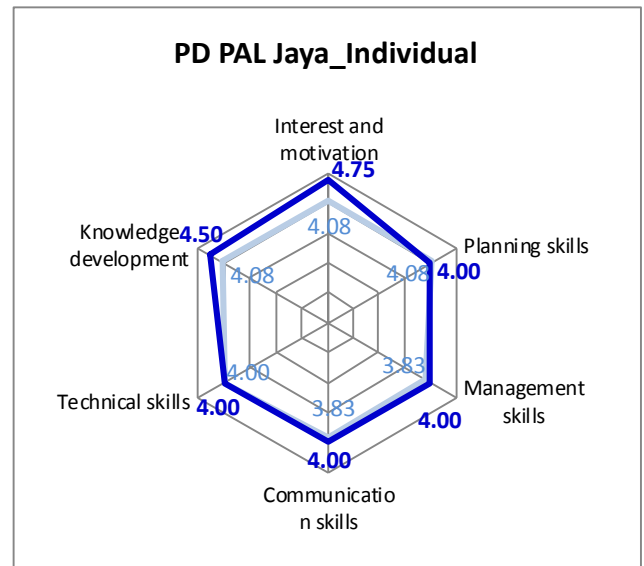 PD PAL Jaya_Individual
Interest and
motivation
4.75
4.08
Knowledge
development
4.50
4.08
Planning skills
4.08
4.00
Technical skills
4.00
4.00
Management
skills
3.83
4.00
3.83
4.00
Communicatio
n skills